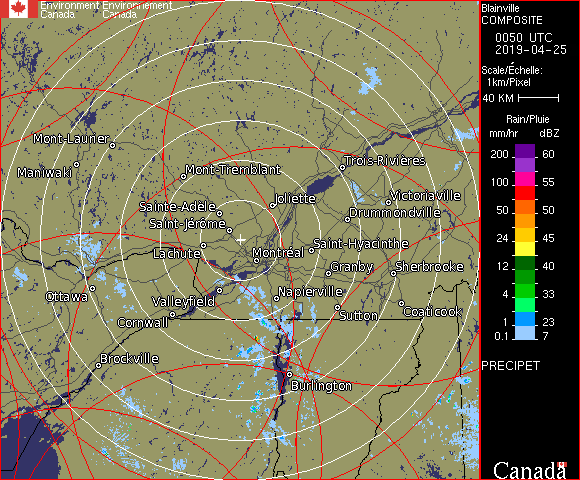 Environment Environnement
Canada Canada
Blainville
COMPOSITE
0050 UTC
2019-04-25
Scale/Échelle:
1km/Pixel
40 KM
Rain/Pluie
mm/hr dBZ
200 60
150 57
100 55
50 50
24 45
12 40
4 33
1 23
0.1 7
PRECIPET
Canada
Mont-Laurier
Maniwaki
Mont-Tremblant
Trois-Rivières
Joliette
Victoriaville
Sainte-Adèle
Drummondville
Saint-Jérôme
Lachute
Montréal
Saint-Hyacinthe
Granby
Sherbrooke
Ottawa
Valleyfield
Napierville
Cornwall
Sutton
Coaticook
Brockville
Burlington